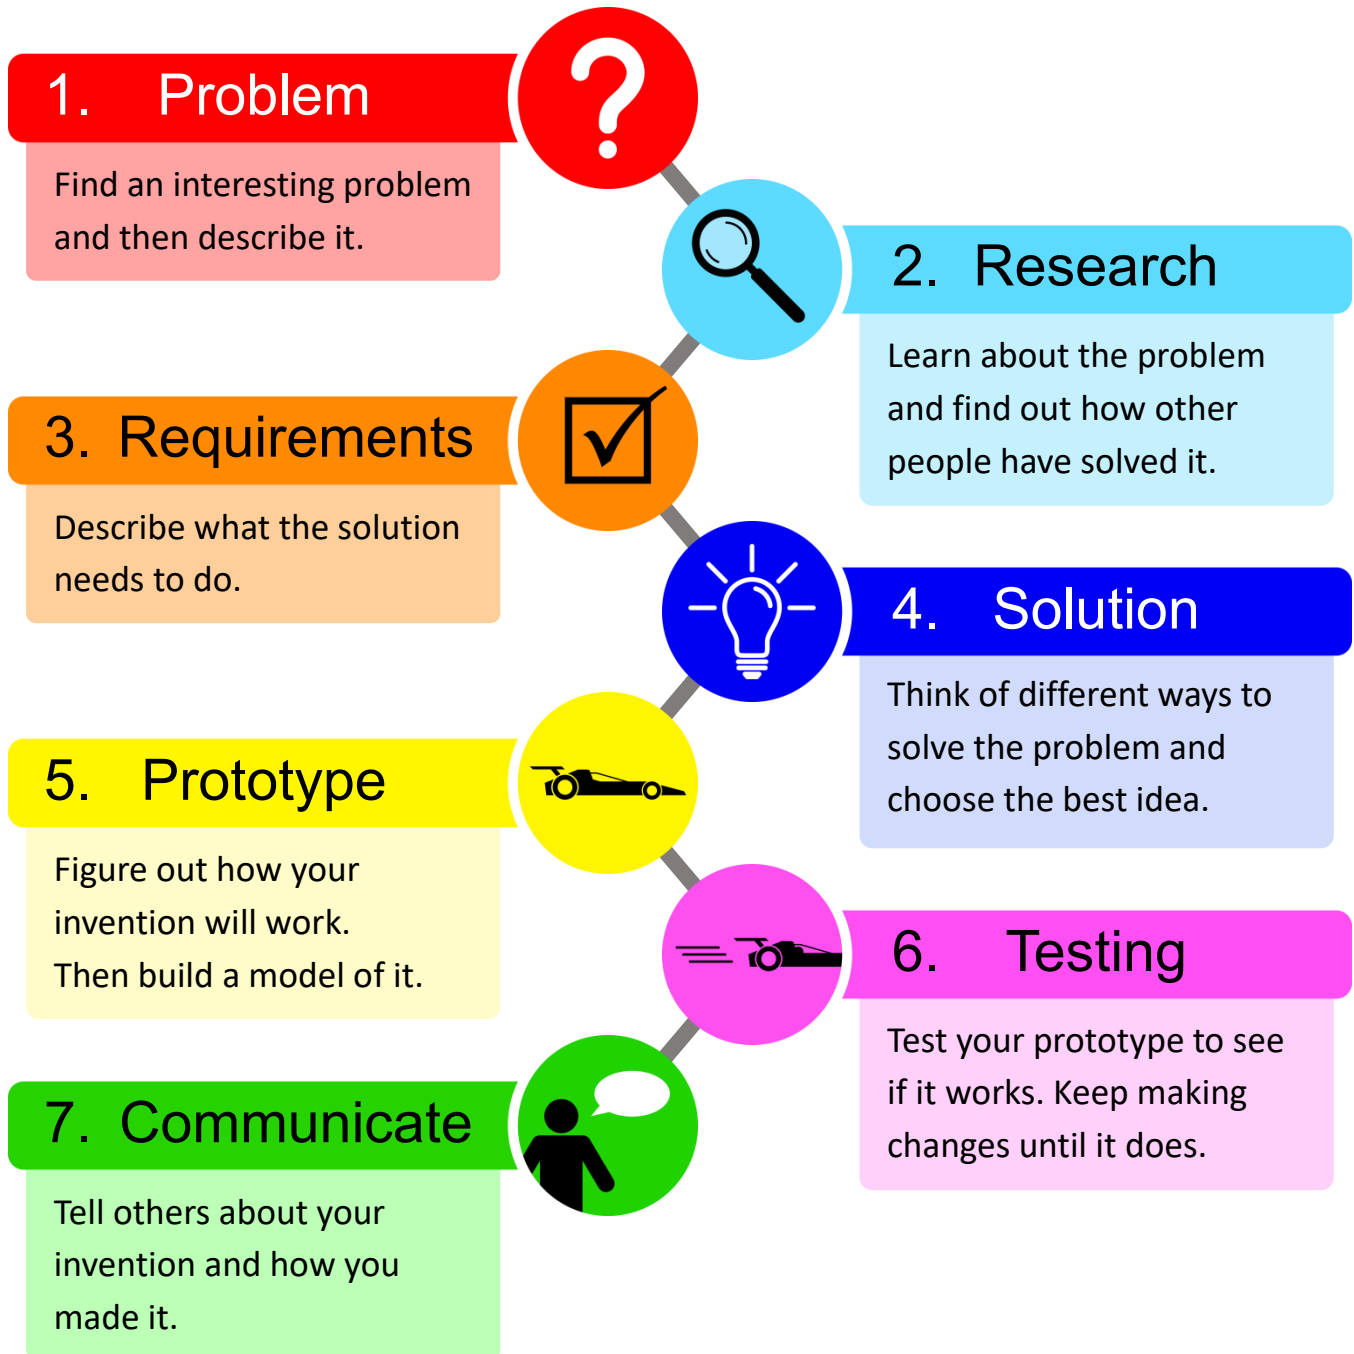 1. Problem
Find an interesting problem
and then describe it.
2. Research
Learn about the problem
and find out how other
people have solved it.
3. Requirements
Describe what the solution
needs to do.
4. Solution
Think of different ways to
solve the problem and
choose the best idea.
5. Prototype
Figure out how your
invention will work.
Then build a model of it.
6. Testing
Test your prototype to see
if it works. Keep making
changes until it does.
7. Communicate
Tell others about your
invention and how you
made it.